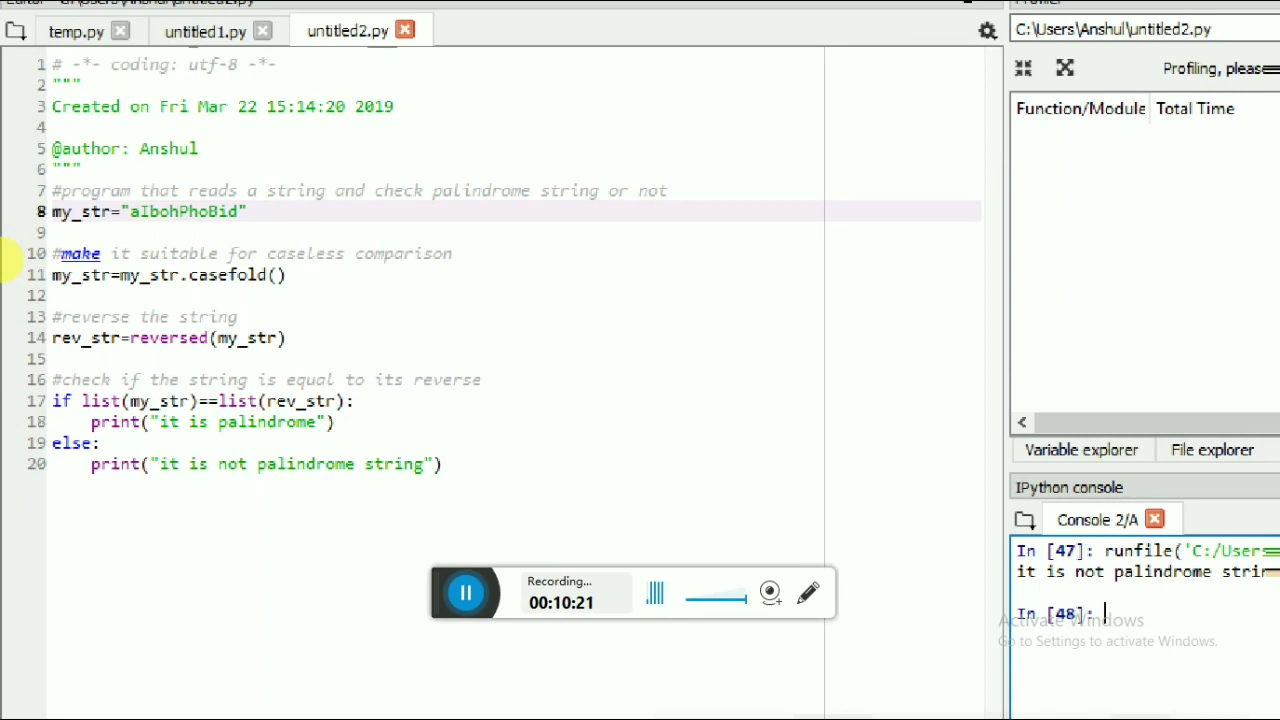 temp.py untitled1.py untitled2.py
1 # -*- coding: utf-8 -*-
2 """
3 Created on Fri Mar 22 15:14:20 2019
4
5 @author: Anshul
6 """
7 #program that reads a string and check palindrome string or not
8 my_str="aIbohPhoBid"
9
10 #make it suitable for caseless comparison
11 my_str=my_str.casefold()
12
13 #reverse the string
14 rev_str=reversed(my_str)
15
16 #check if the string is equal to its reverse
17 if list(my_str)==list(rev_str):
18 print("it is palindrome")
19 else:
20 print("it is not palindrome string")
Recording...
00:10:21
C:\Users\Anshul\untitled2.py
Profiling, please
Function/Module Total Time
Variable explorer File explorer
IPython console
Console 2/A
In [47]: runfile('C:/Users
it is not palindrome strin
In [48]:
Activate Windows
Go to Settings to activate Windows.